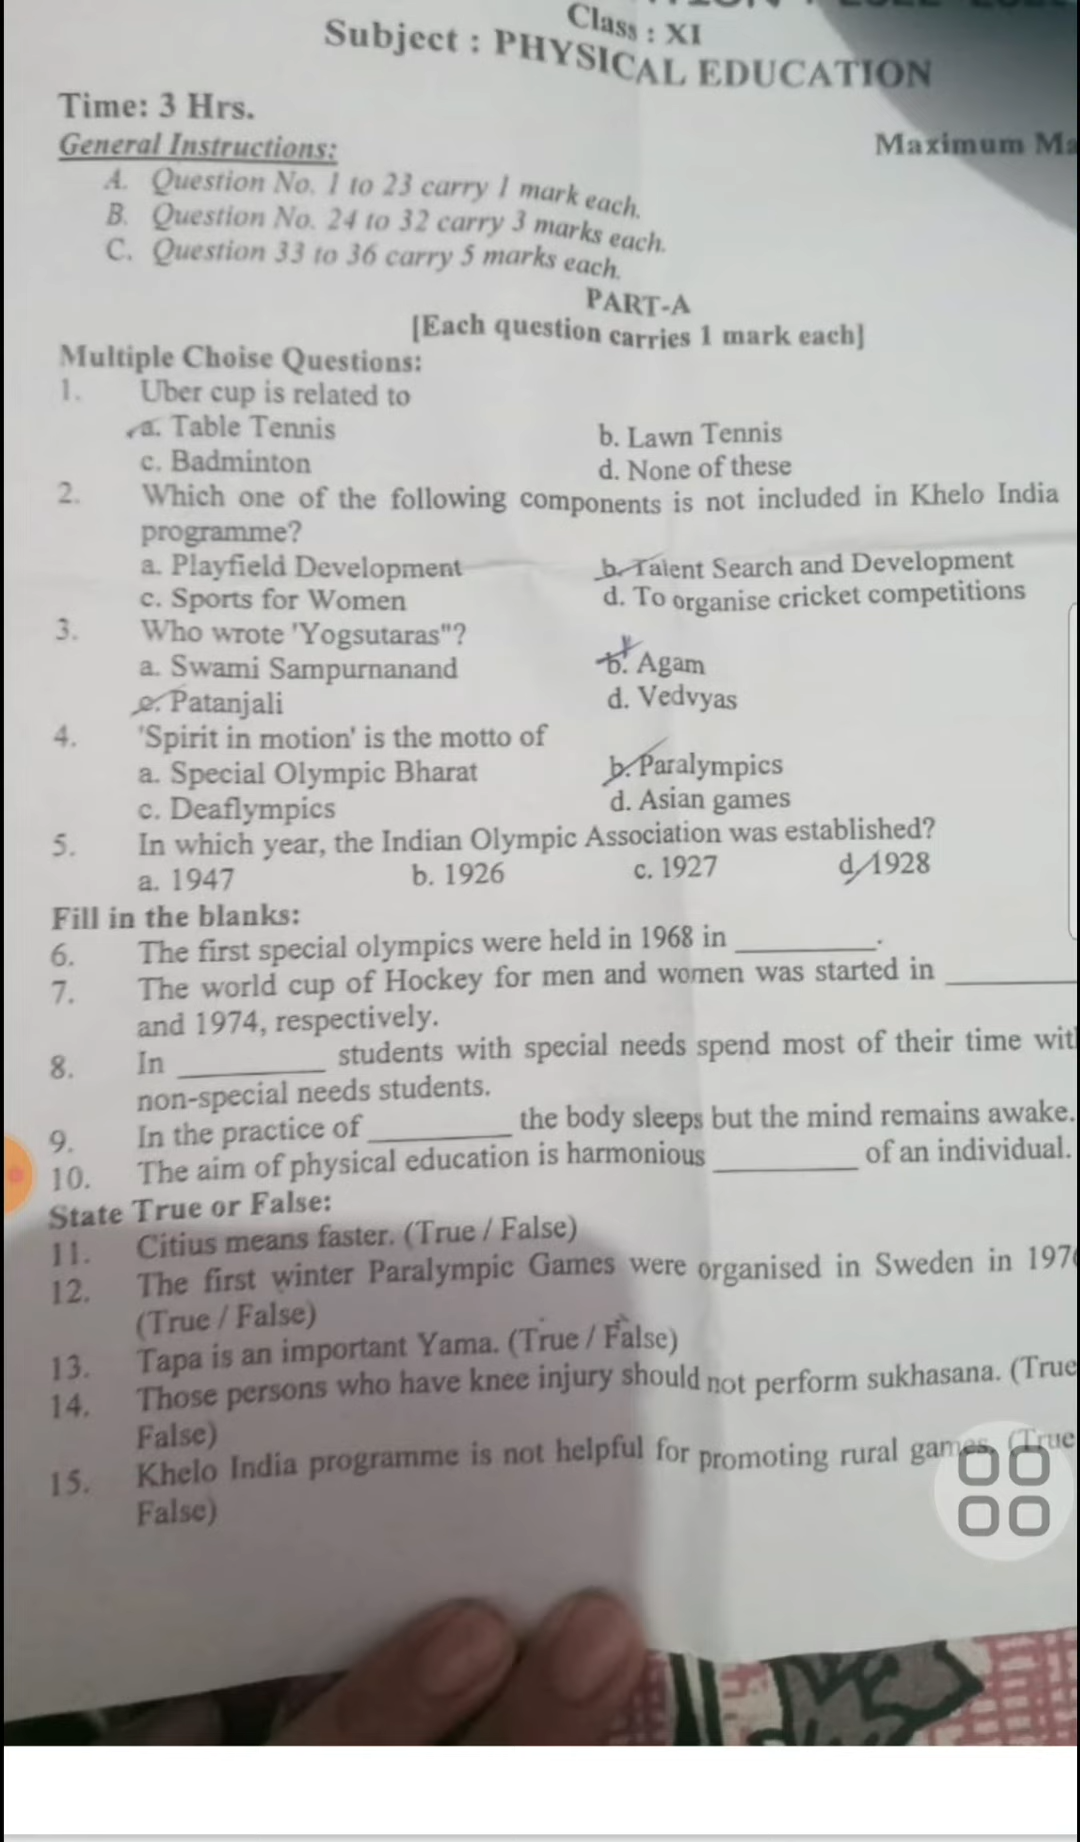 Class : XI
Subject : PHYSICAL EDUCATION
Time: 3 Hrs.
Maximum Ma
General Instructions:
A. Question No. 1 to 23 carry 1 mark each.
B. Question No. 24 to 32 carry 3 marks each.
C. Question 33 to 36 carry 5 marks each.
PART-A
[Each question carries 1 mark each]
Multiple Choise Questions:
1. Uber cup is related to
a. Table Tennis b. Lawn Tennis
c. Badminton d. None of these
2. Which one of the following components is not included in Khelo India
programme?
a. Playfield Development b. Talent Search and Development
c. Sports for Women d. To organise cricket competitions
3. Who wrote 'Yogsutaras"?
a. Swami Sampurnanand b. Agam
c. Patanjali d. Vedvyas
4. 'Spirit in motion' is the motto of
a. Special Olympic Bharat b. Paralympics
c. Deaflympics d. Asian games
5. In which year, the Indian Olympic Association was established?
a. 1947 b. 1926 c. 1927 d. 1928
Fill in the blanks:
6. The first special olympics were held in 1968 in ________.
7. The world cup of Hockey for men and women was started in ________
and 1974, respectively.
8. In ________ students with special needs spend most of their time wit
non-special needs students.
9. In the practice of ________ the body sleeps but the mind remains awake.
10. The aim of physical education is harmonious ________ of an individual.
State True or False:
11. Citius means faster. (True / False)
12. The first winter Paralympic Games were organised in Sweden in 197
(True / False)
13. Tapa is an important Yama. (True / False)
14. Those persons who have knee injury should not perform sukhasana. (True
False)
15. Khelo India programme is not helpful for promoting rural games. (True
False)